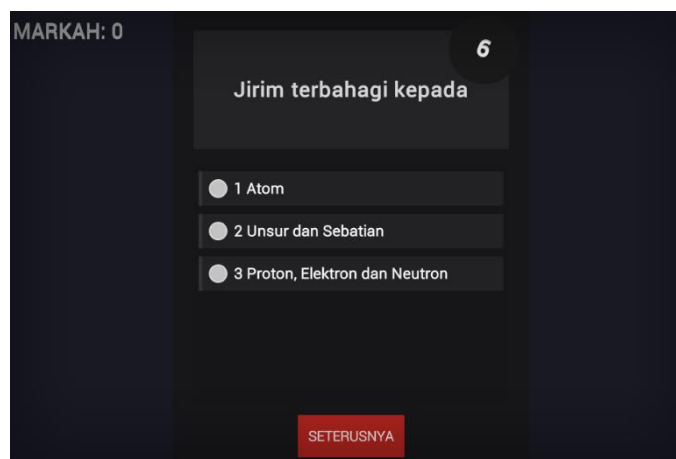 MARKAH: 0
6
Jirim terbahagi kepada
1 Atom
2 Unsur dan Sebatian
3 Proton, Elektron dan Neutron
SETERUSNYA